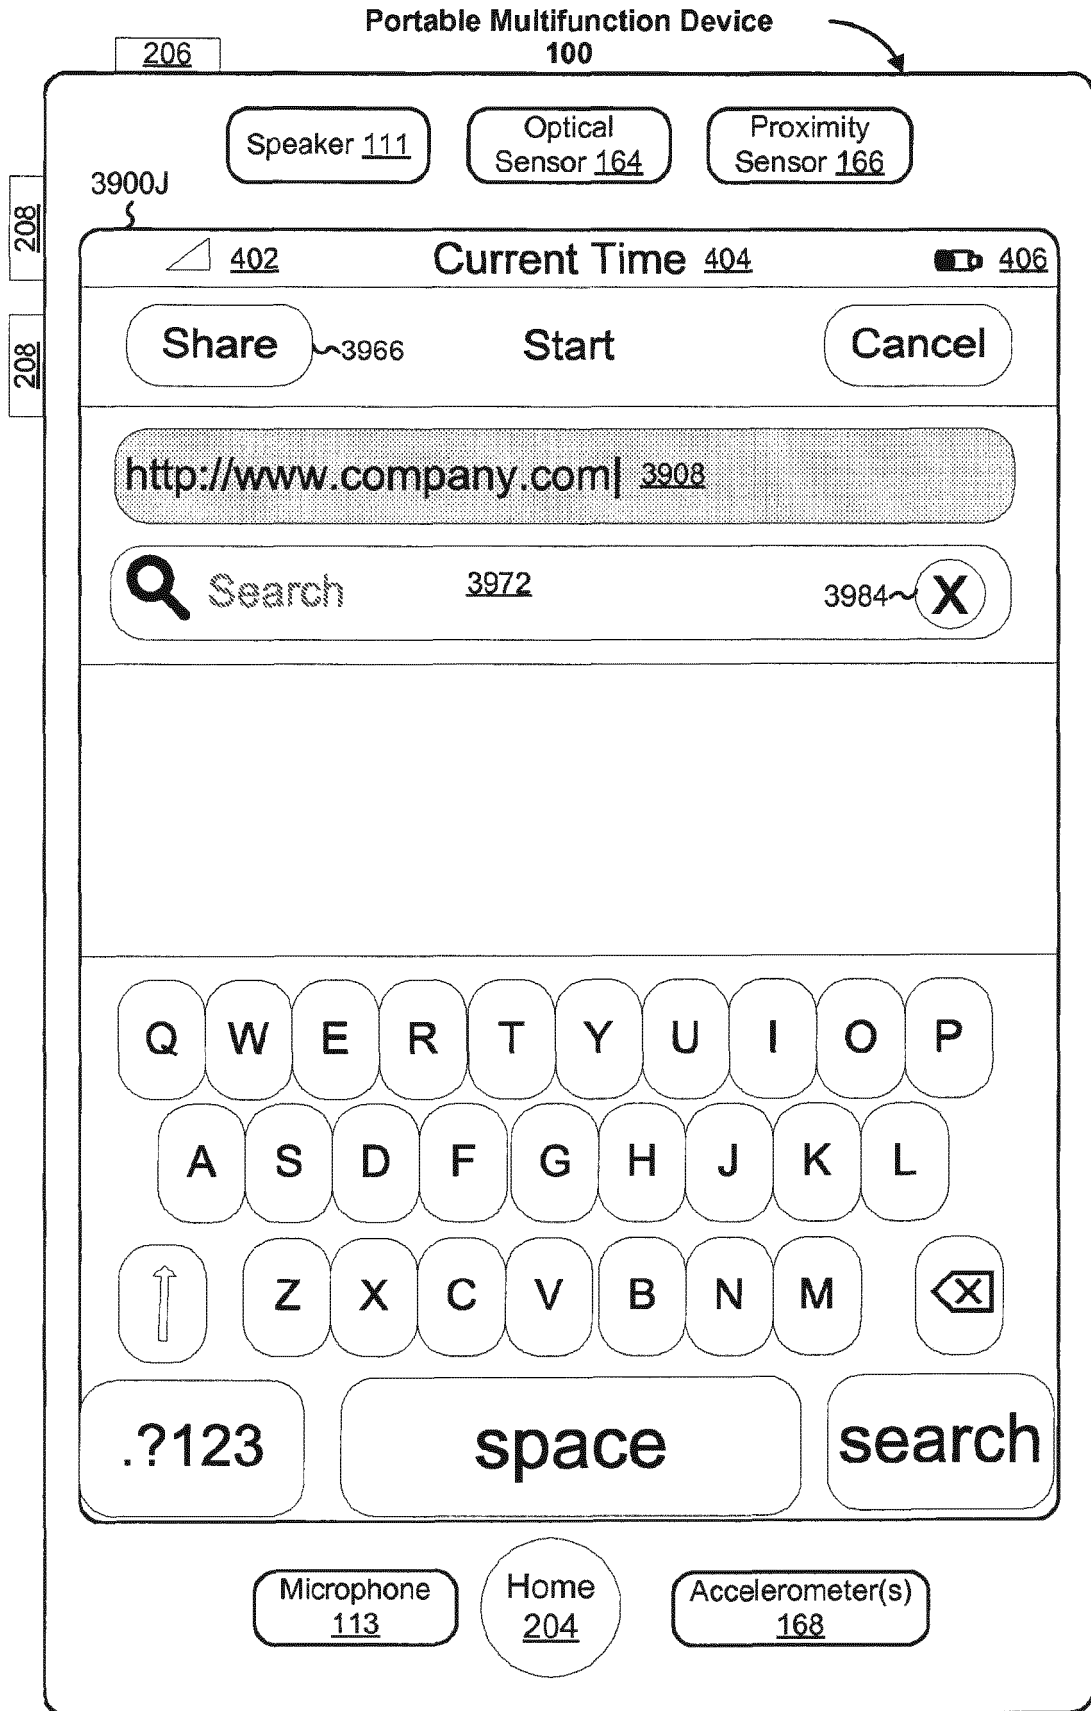 Portable Multifunction Device
100
206
Speaker 111
Optical
Sensor 164
Proximity
Sensor 166
3900J
208
402
Current Time 404
406
208
Share
3966
Start
Cancel
http://www.company.com| 3908
Search
3972
3984
X
Q W E R T Y U I O P
A S D F G H J K L
Z X C V B N M
.?123
space
search
Microphone
113
Home
204
Accelerometer(s)
168